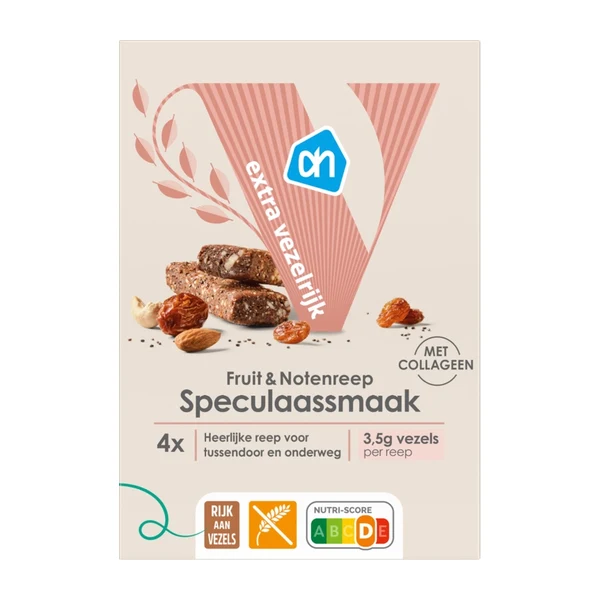 ah
extra vezelrijk
MET
COLLAGEEN
Fruit & Notenreep
Speculaassmaak
4x
Heerlijke reep voor
tussendoor en onderweg
3,5g vezels
per reep
RIJK
AAN
VEZELS
NUTRI-SCORE
A B C D E